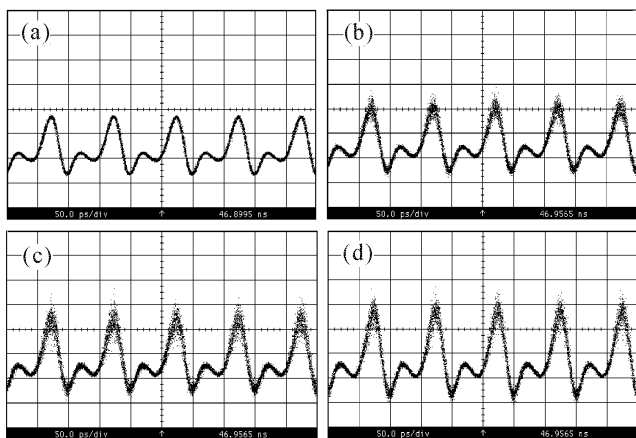 (a)
50.0 ps/div 46.8995 ns
(b)
50.0 ps/div 46.9565 ns
(c)
50.0 ps/div 46.9565 ns
(d)
50.0 ps/div 46.9565 ns